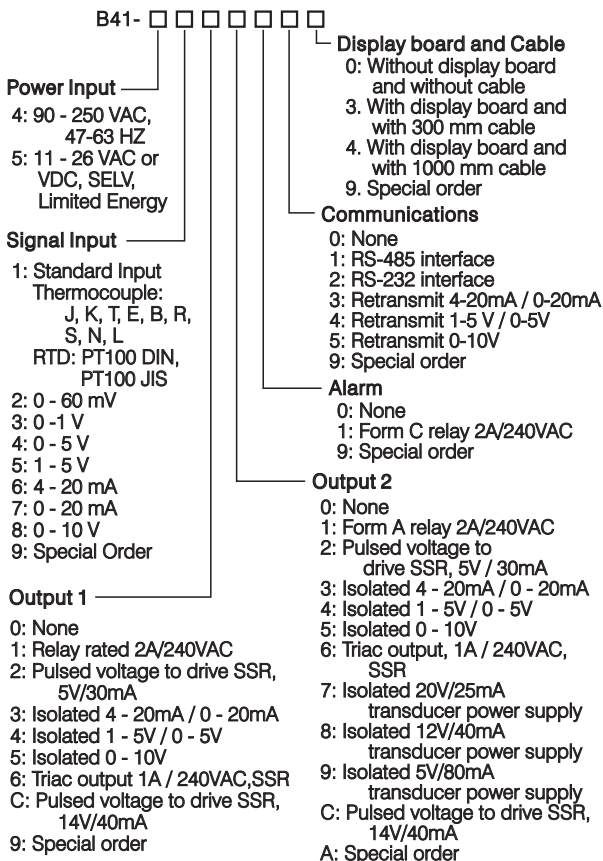 B41- □ □ □ □ □ □ □
Power Input
4: 90 - 250 VAC,
47-63 HZ
5: 11 - 26 VAC or
VDC, SELV,
Limited Energy
Signal Input
1: Standard Input
Thermocouple:
J, K, T, E, B, R,
S, N, L
RTD: PT100 DIN,
PT100 JIS
2: 0 - 60 mV
3: 0 -1 V
4: 0 - 5 V
5: 1 - 5 V
6: 4 - 20 mA
7: 0 - 20 mA
8: 0 - 10 V
9: Special Order
Output 1
0: None
1: Relay rated 2A/240VAC
2: Pulsed voltage to drive SSR,
5V/30mA
3: Isolated 4 - 20mA / 0 - 20mA
4: Isolated 1 - 5V / 0 - 5V
5: Isolated 0 - 10V
6: Triac output 1A / 240VAC,SSR
C: Pulsed voltage to drive SSR,
14V/40mA
9: Special order
Display board and Cable
0: Without display board
and without cable
3. With display board and
with 300 mm cable
4. With display board and
with 1000 mm cable
9. Special order
Communications
0: None
1: RS-485 interface
2: RS-232 interface
3: Retransmit 4-20mA / 0-20mA
4: Retransmit 1-5 V / 0-5V
5: Retransmit 0-10V
9: Special order
Alarm
0: None
1: Form C relay 2A/240VAC
9: Special order
Output 2
0: None
1: Form A relay 2A/240VAC
2: Pulsed voltage to
drive SSR, 5V / 30mA
3: Isolated 4 - 20mA / 0 - 20mA
4: Isolated 1 - 5V / 0 - 5V
5: Isolated 0 - 10V
6: Triac output, 1A / 240VAC,
SSR
7: Isolated 20V/25mA
transducer power supply
8: Isolated 12V/40mA
transducer power supply
9: Isolated 5V/80mA
transducer power supply
C: Pulsed voltage to drive SSR,
14V/40mA
A: Special order